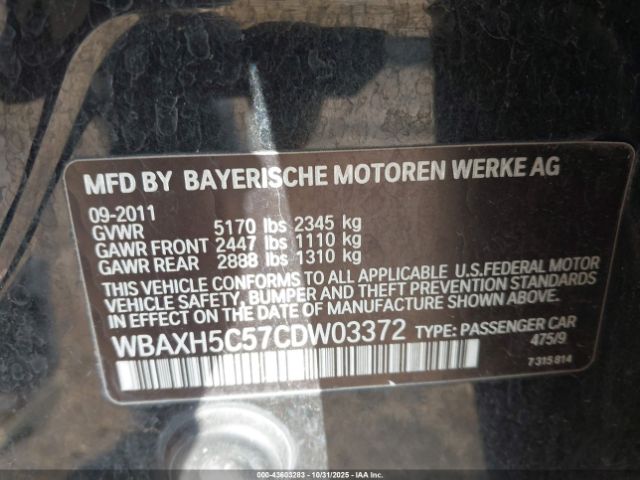 MFD BY BAYERISCHE MOTOREN WERKE AG
09-2011
GVWR 5170 lbs 2345 kg
GAWR FRONT 2447 lbs 1110 kg
GAWR REAR 2888 lbs 1310 kg
THIS VEHICLE CONFORMS TO ALL APPLICABLE U.S.FEDERAL MOTOR
VEHICLE SAFETY, BUMPER AND THEFT PREVENTION STANDARDS
IN EFFECT ON THE DATE OF MANUFACTURE SHOWN ABOVE.
WBAXH5C57CDW03372 TYPE: PASSENGER CAR
475/9
7 315 814
000-43603283 - 10/31/2025 - IAAI.com